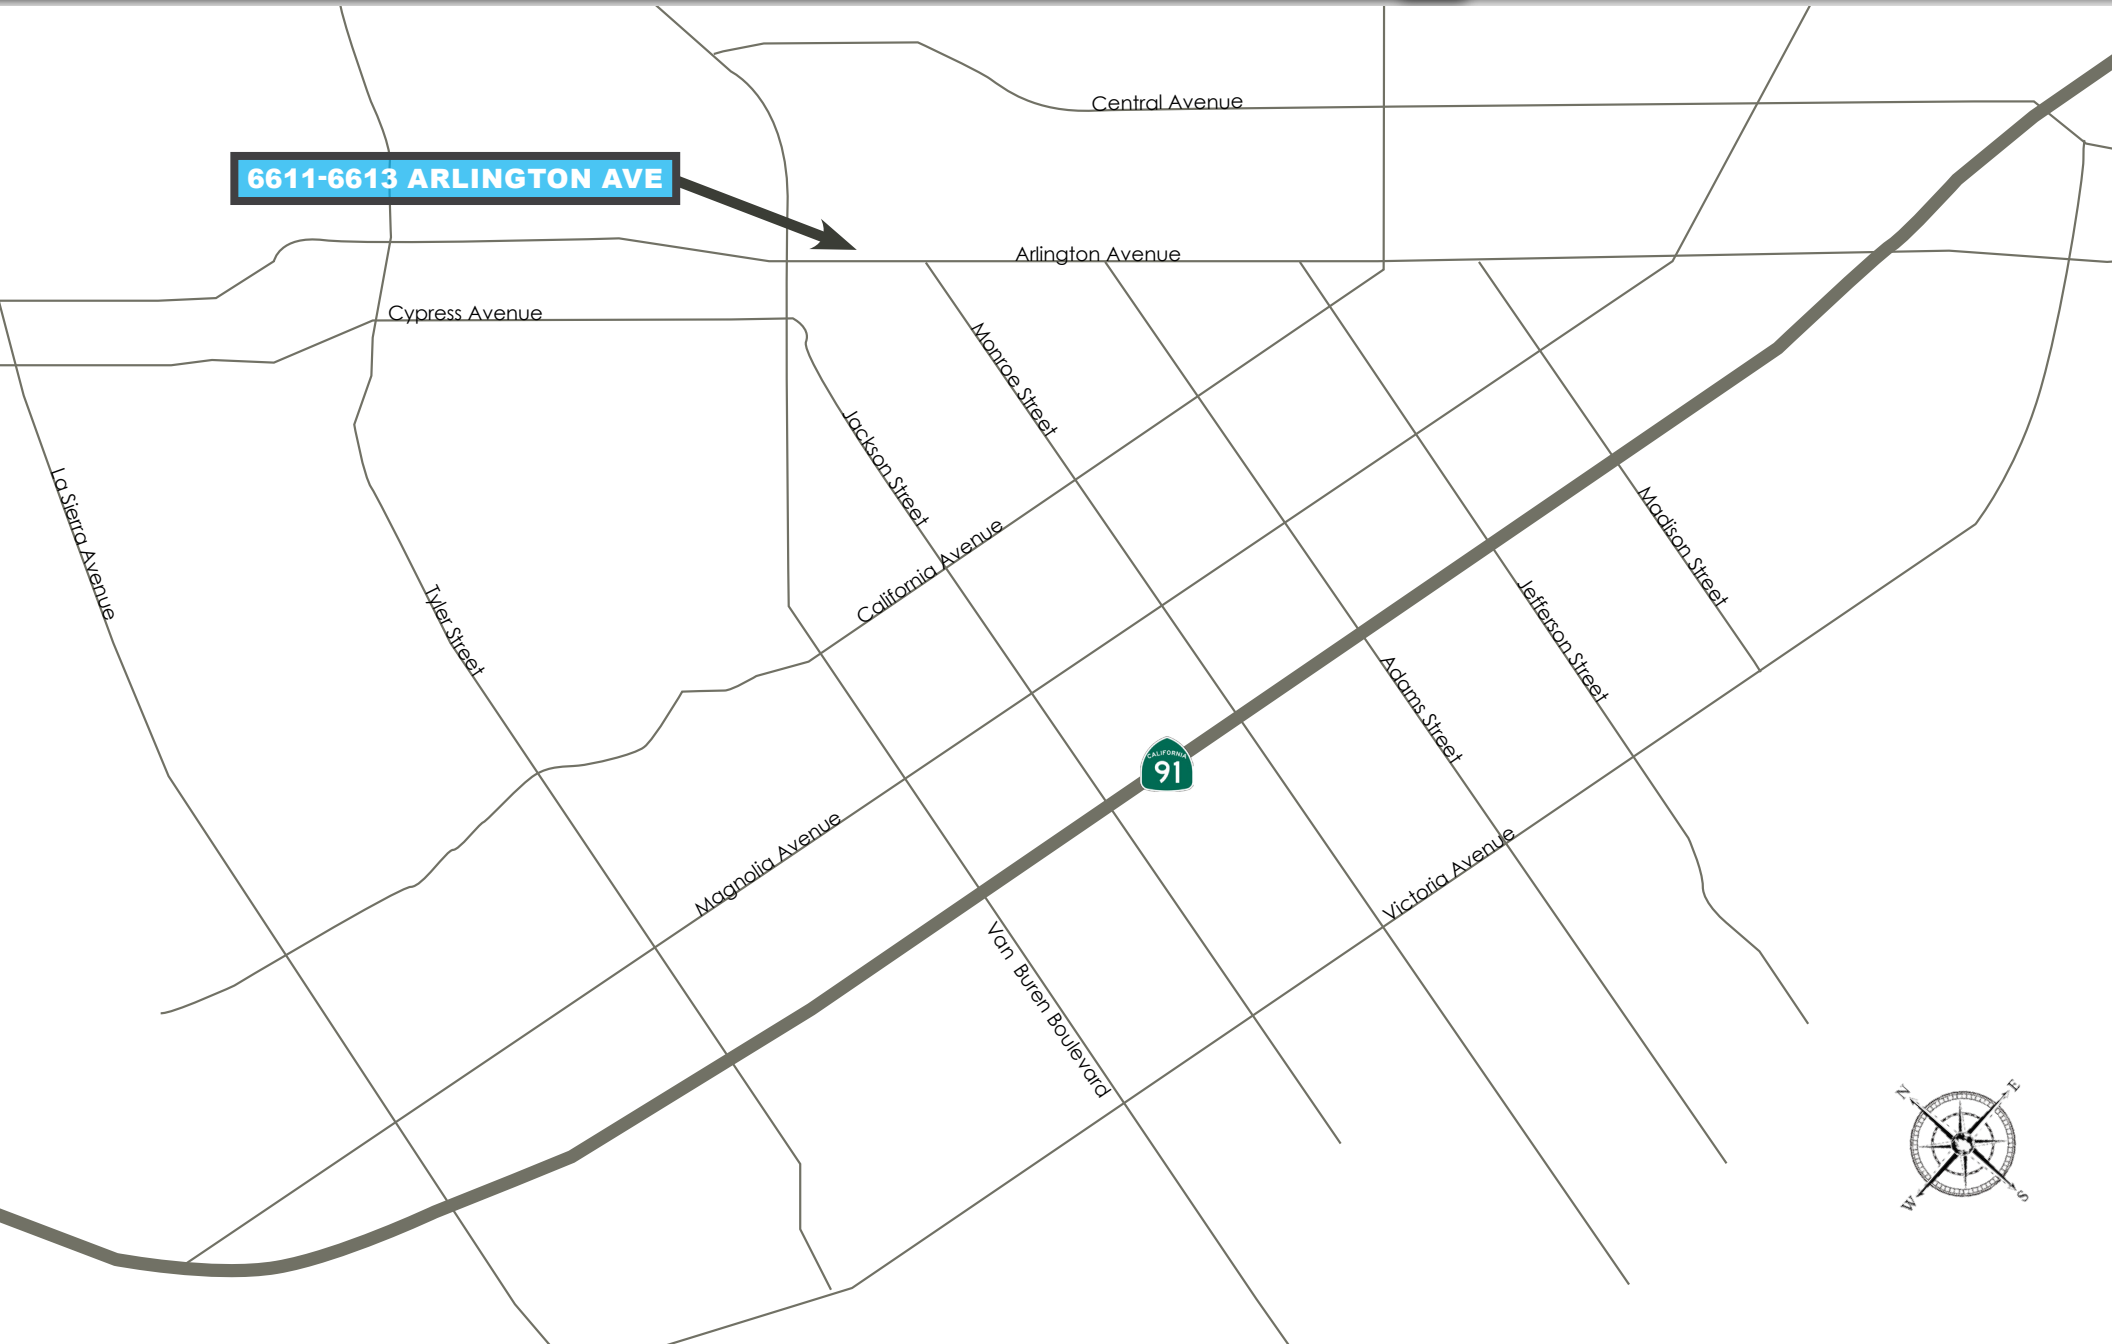 Central Avenue
6611-6613 ARLINGTON AVE
Arlington Avenue
Cypress Avenue
Monroe Street
Jackson Street
La Sierra Avenue
California Avenue
Madison Street
Tyler Street
Jefferson Street
Adams Street
CALIFORNIA
91
Magnolia Avenue
Victoria Avenue
Van Buren Boulevard
N
E
W
S